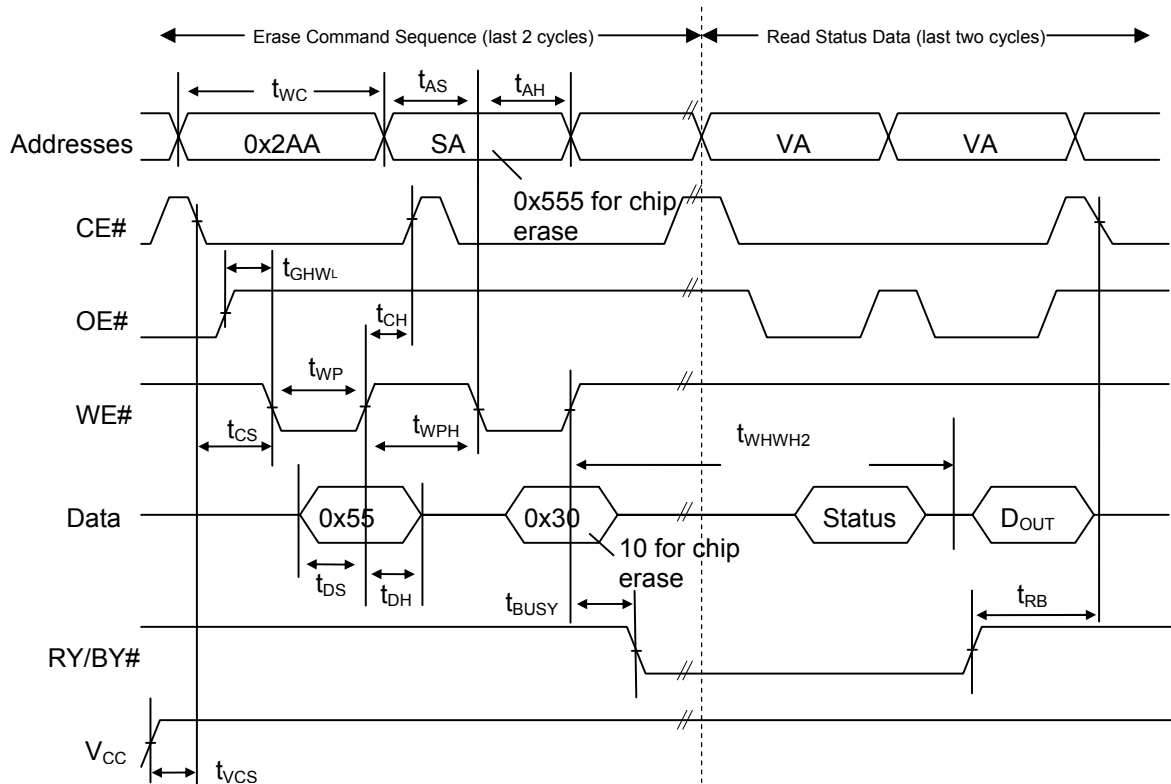 Erase Command Sequence (last 2 cycles) Read Status Data (last two cycles)
tWC tAS tAH
Addresses 0x2AA SA VA VA
0x555 for chip
erase
CE#
tGHWL
OE#
tCH
tWP
WE#
tCS tWPH tWHWH2
Data 0x55 0x30 Status DOUT
10 for chip
erase
tDS tDH
tBUSY tRB
RY/BY#
VCC
tVCS